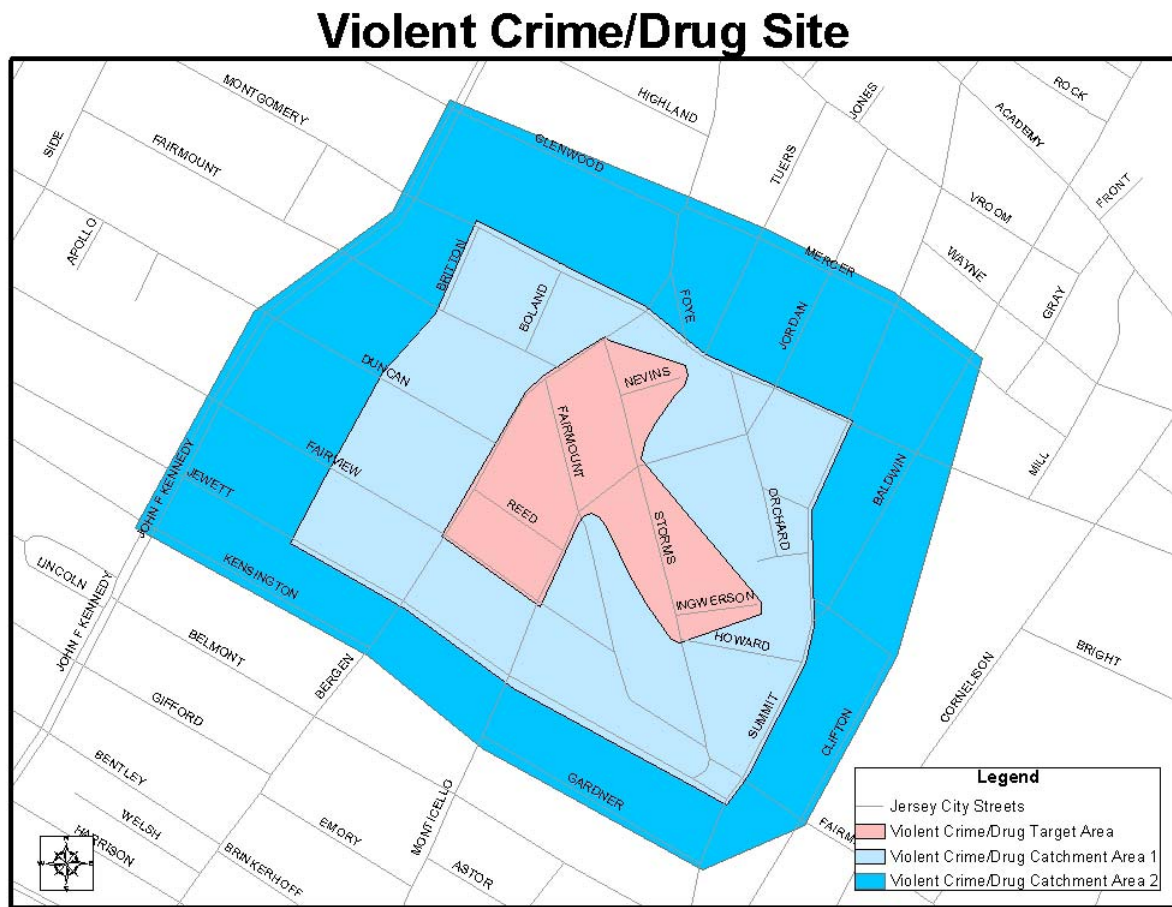 Violent Crime/Drug Site
MONTGOMERY
HIGHLAND
JONES
ROCK
ACADEMY
SIDE
FAIRMOUNT
GLENWOOD
TUERS
FRONT
VROOM
APOLLO
BRITTON
MERCER
WAYNE
BOLAND
FOYE
JORDAN
GRAY
DUNCAN
NEVINS
FAIRMOUNT
FAIRVIEW
BALDWIN
MILL
JOHN F KENNEDY
JEWETT
REED
STORMS
ORCHARD
LINCOLN
KENSINGTON
INGWERSON
HOWARD
JOHN F KENNEDY
BELMONT
BERGEN
BRIGHT
CORNELISON
GIFFORD
SUMMIT
CLIFTON
BENTLEY
GARDNER
MONTICELLO
WELSH
EMORY
HARRISON
BRINKERHOFF
ASTOR
FAIRM
Legend
Jersey City Streets
Violent Crime/Drug Target Area
Violent Crime/Drug Catchment Area 1
Violent Crime/Drug Catchment Area 2